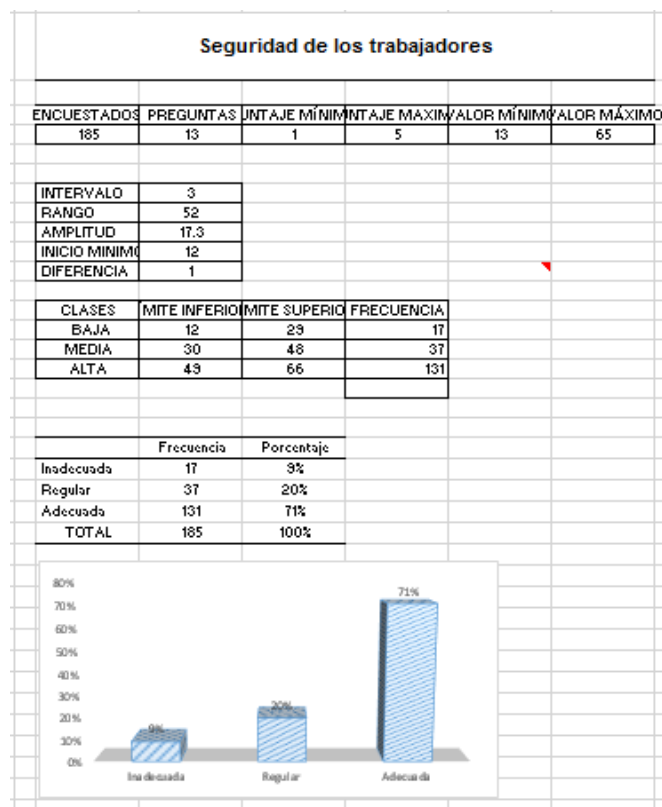 Seguridad de los trabajadores
ENCUESTADOS PREGUNTAS UNTAJE MÍNIM NTAJE MAXIM VALOR MÍNIMO VALOR MÁXIMO
185 13 1 5 13 65
INTERVALO 3
RANGO 52
AMPLITUD 17.3
INICIO MINIMO 12
DIFERENCIA 1
CLASES MITE INFERIO MITE SUPERIO FRECUENCIA
BAJA 12 29 17
MEDIA 30 48 37
ALTA 49 66 131
Frecuencia Porcentaje
Inadecuada 17 9%
Regular 37 20%
Adecuada 131 71%
TOTAL 185 100%
80%
70%
60%
50%
40%
30%
20%
10%
0%
9%
20%
71%
Inadecuada Regular Adecuada